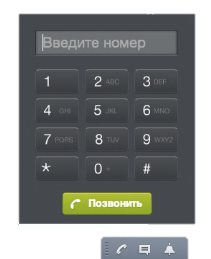 Введите номер
1 2 ABC 3 DEF
4 GHI 5 JKL 6 MNO
7 PQRS 8 TUV 9 WXYZ
* 0 + #
Позвонить